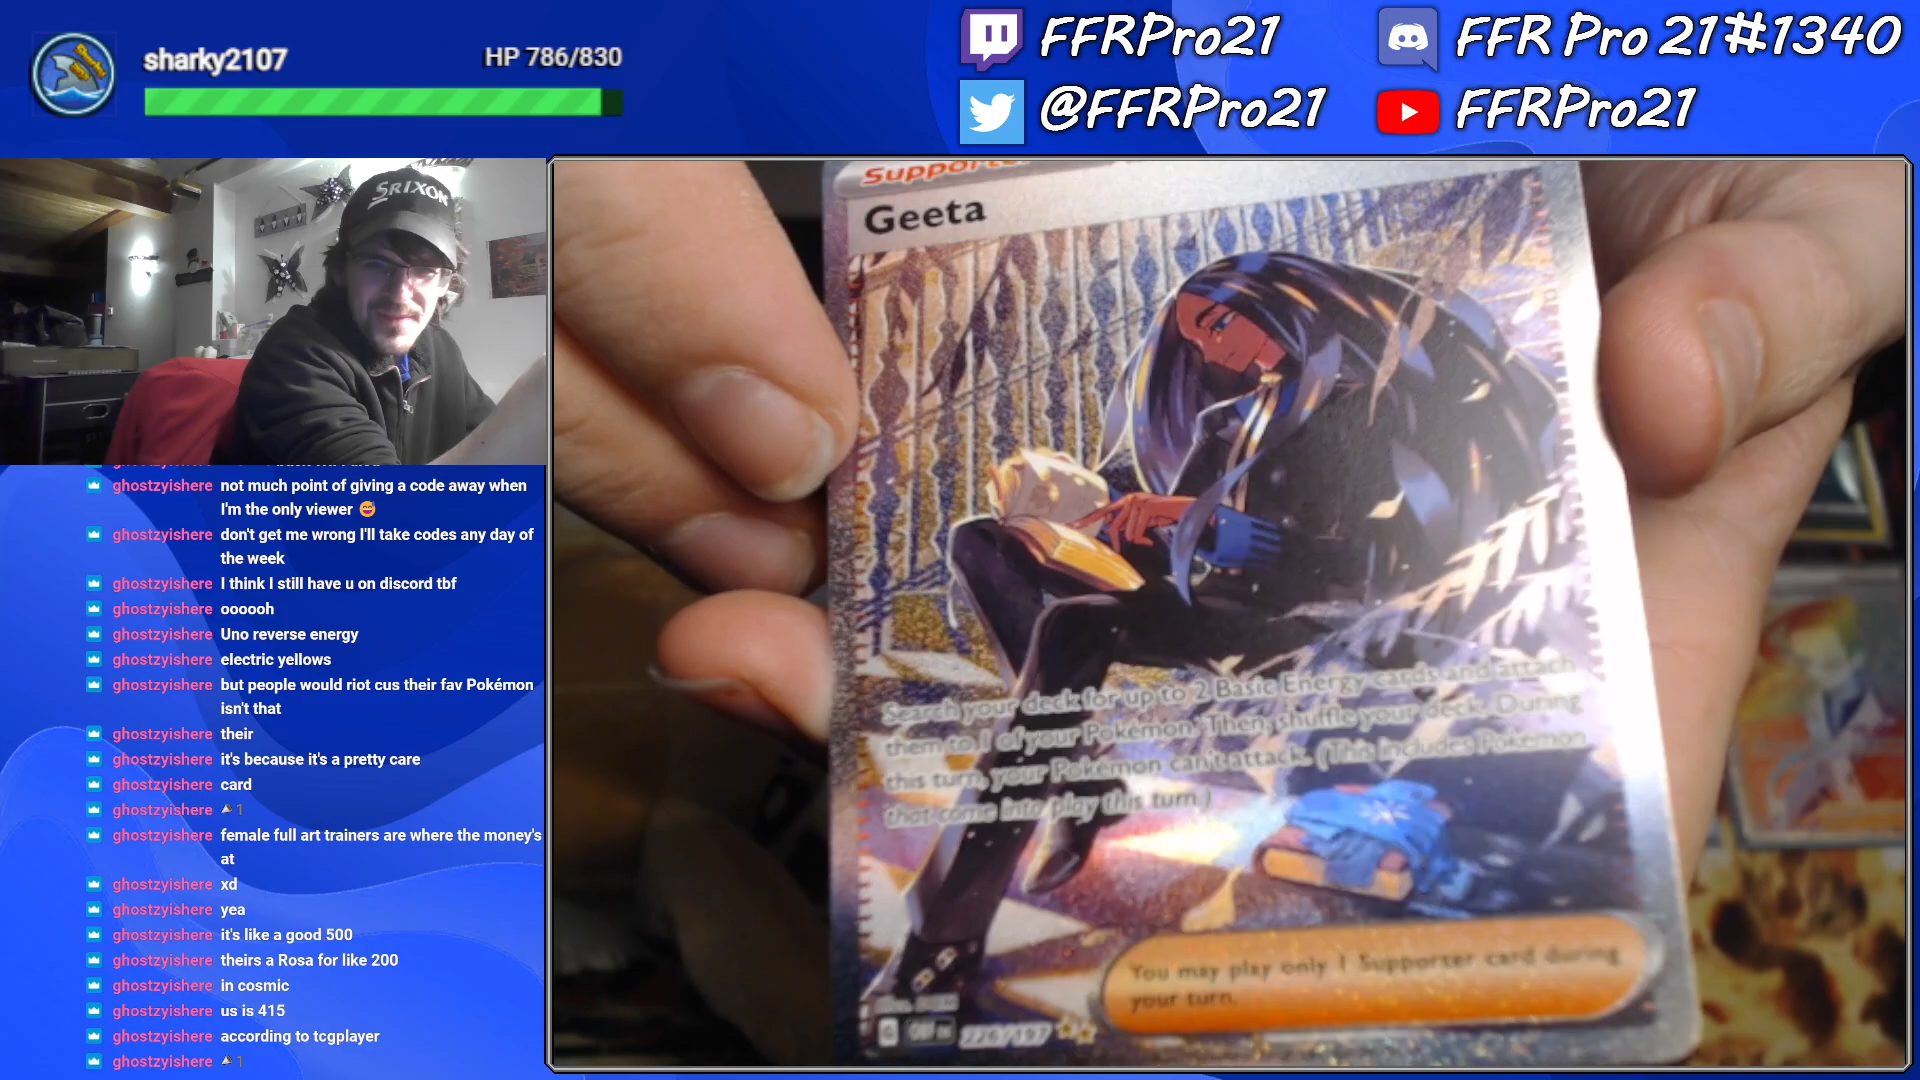 sharky2107
HP 786/830
FFRPro21
FFR Pro 21#1340
@FFRPro21
FFRPro21
SRIXON
ghostzyishere not much point of giving a code away when
I'm the only viewer 😅
ghostzyishere don't get me wrong I'll take codes any day of
the week
ghostzyishere I think I still have u on discord tbf
ghostzyishere oooooh
ghostzyishere Uno reverse energy
ghostzyishere electric yellows
ghostzyishere but people would riot cus their fav Pokémon
isn't that
ghostzyishere their
ghostzyishere it's because it's a pretty care
ghostzyishere card
ghostzyishere 1
ghostzyishere female full art trainers are where the money's
at
ghostzyishere xd
ghostzyishere yea
ghostzyishere it's like a good 500
ghostzyishere theirs a Rosa for like 200
ghostzyishere in cosmic
ghostzyishere us is 415
ghostzyishere according to tcgplayer
ghostzyishere 1
Supporter
Geeta
Search your deck for up to 2 Basic Energy cards and attach
them to 1 of your Pokémon. Then, shuffle your deck. During
this turn, your Pokémon can't attack. (This includes Pokémon
that come into play this turn.)
You may play only 1 Supporter card during
your turn.